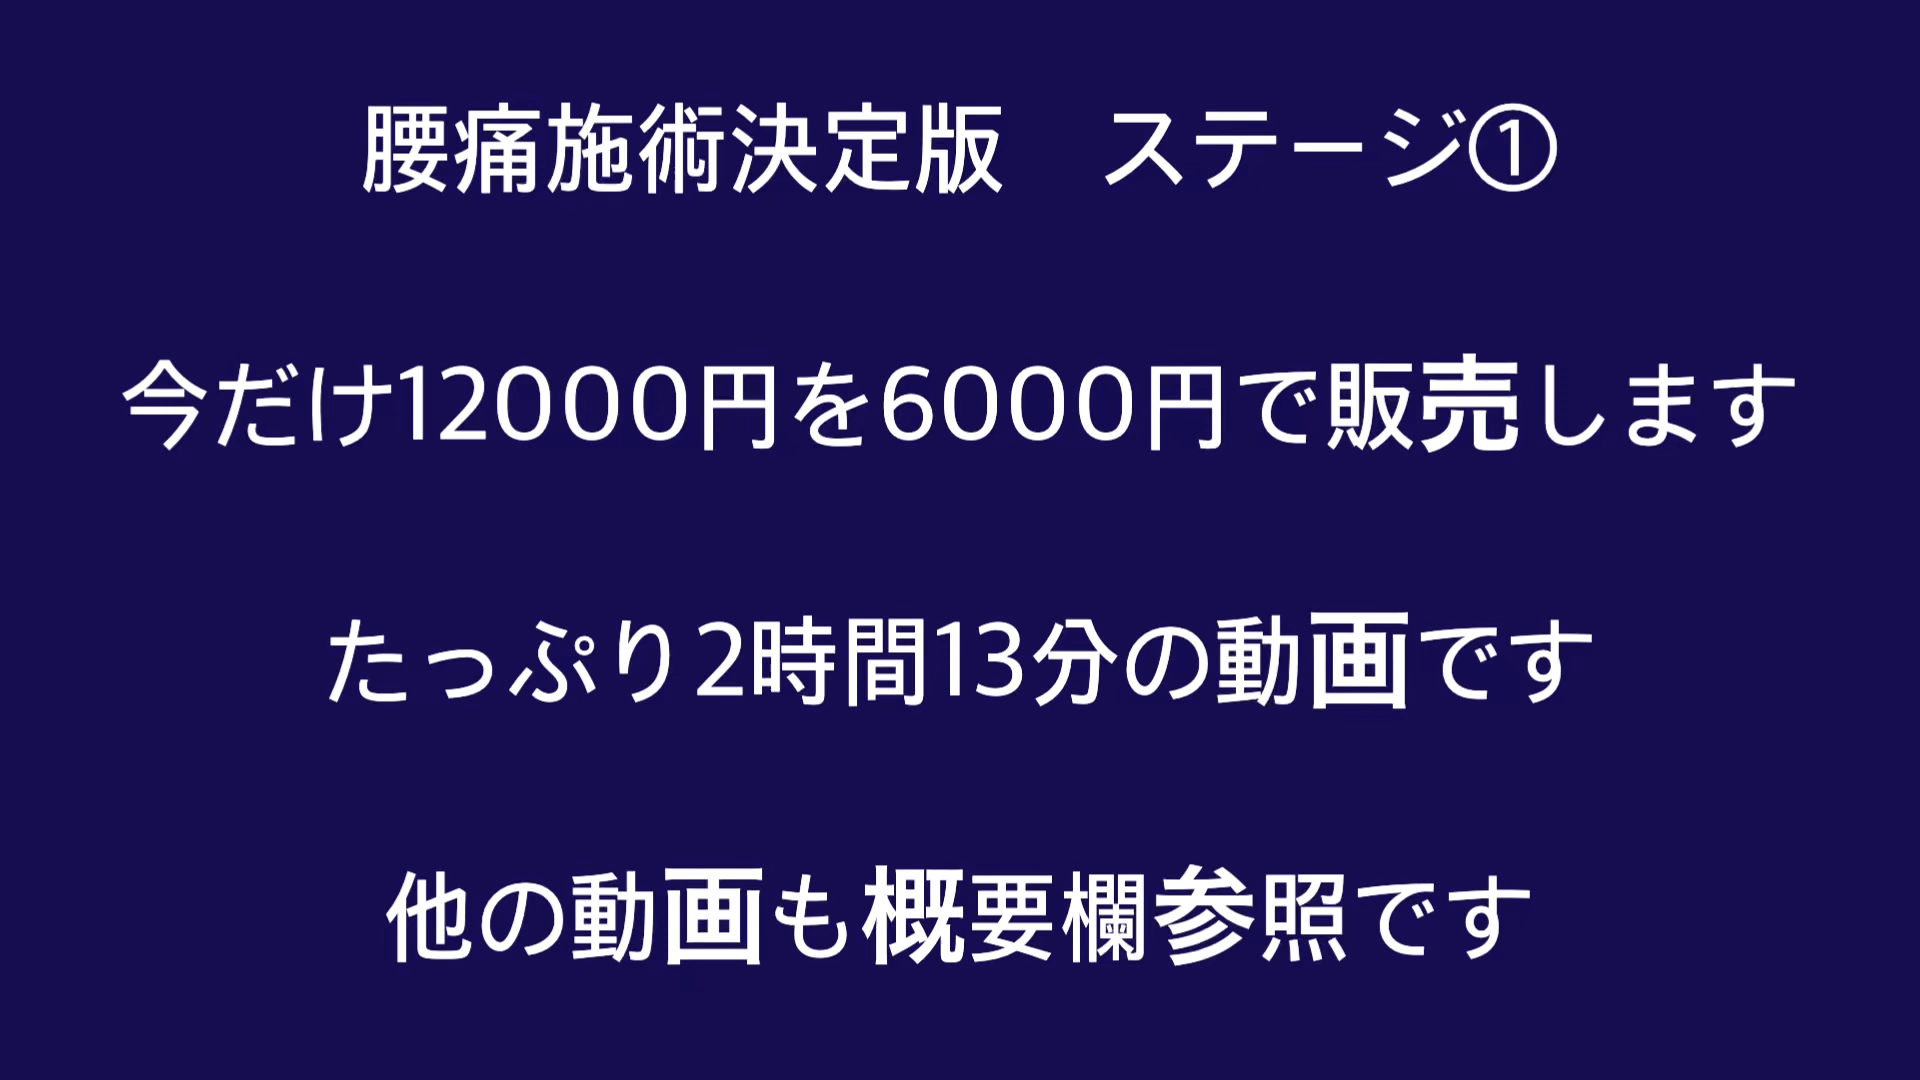 腰痛施術決定版　ステージ①
今だけ12000円を6000円で販売します
たっぷり2時間13分の動画です
他の動画も概要欄参照です